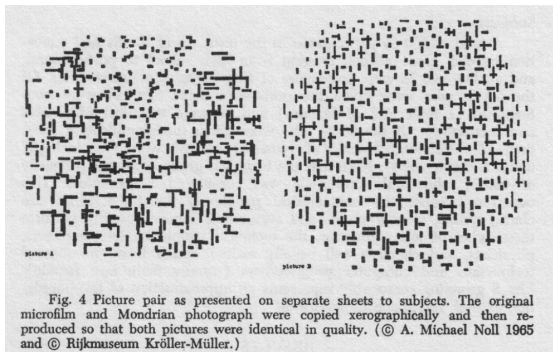 picture
picture
Fig. 4 Picture pair as presented on separate sheets to subjects. The original
microfilm and Mondrian photograph were copied xerographically and then re-
produced so that both pictures were identical in quality. (© A. Michael Noll 1965
and © Rijkmuseum Kröller-Müller.)